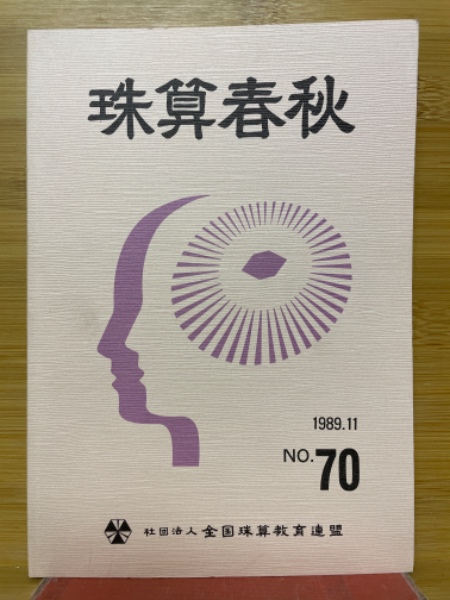 珠算春秋
1989.11
NO.70
社団法人 全国珠算教育連盟